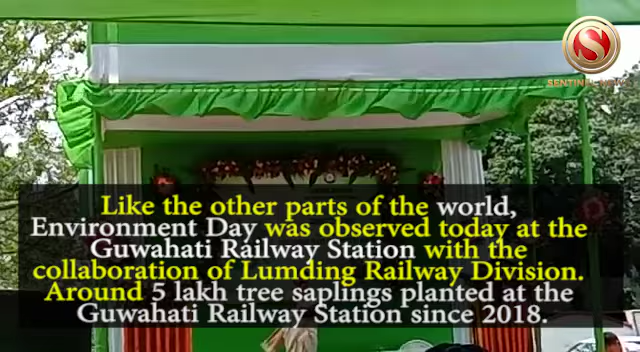 S
SENTINEL
Like the other parts of the world,
Environment Day was observed today at the
Guwahati Railway Station with the
collaboration of Lumding Railway Division.
Around 5 lakh tree saplings planted at the
Guwahati Railway Station since 2018.